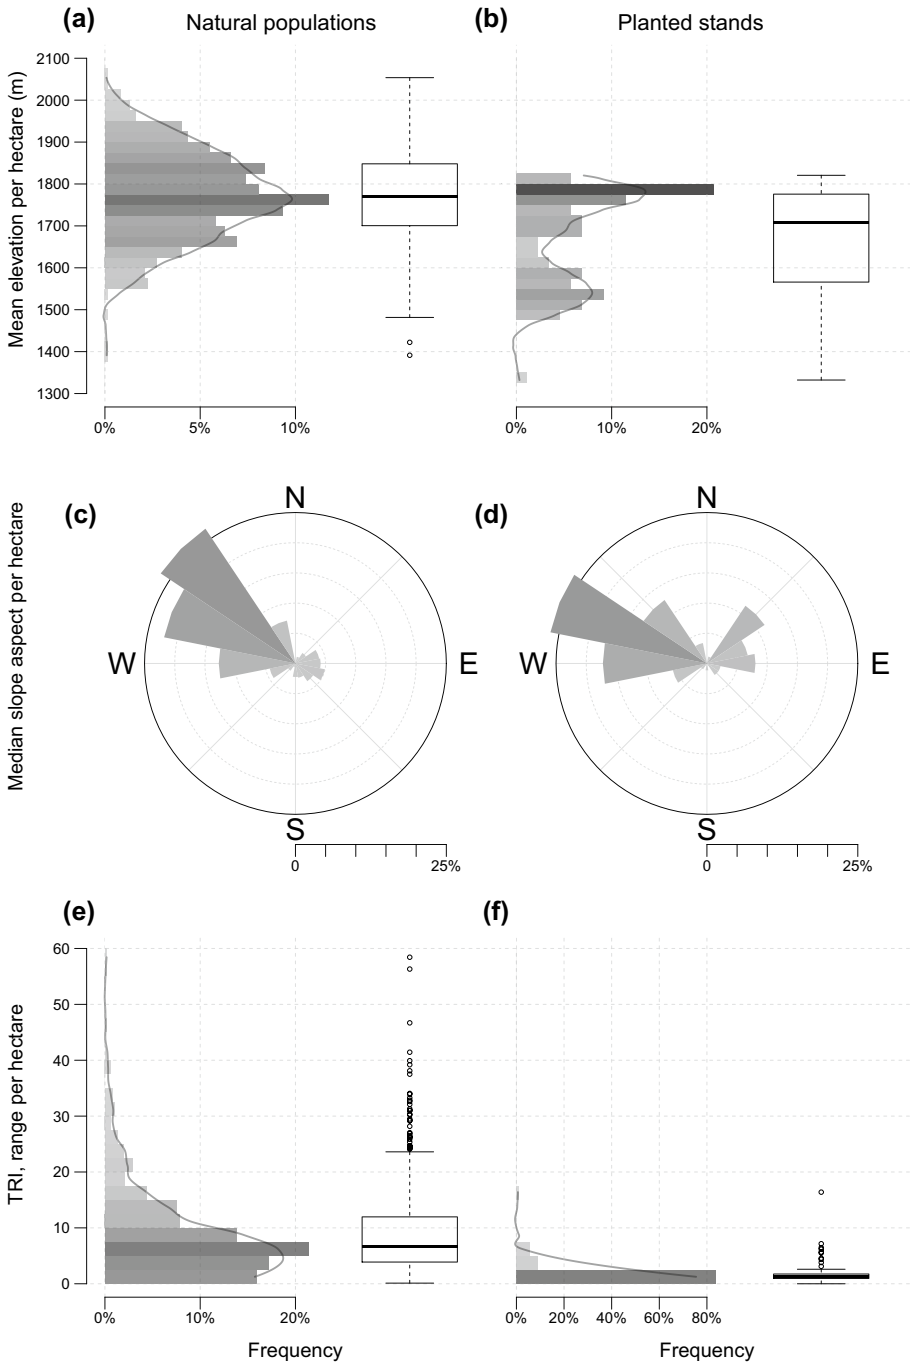 (a) Natural populations
(b) Planted stands
Mean elevation per hectare (m)
2100
2000
1900
1800
1700
1600
1500
1400
1300
0% 5% 10%
0% 10% 20%
Median slope aspect per hectare
(c)
N
W
E
S
0 25%
(d)
N
W
E
S
0 25%
TRI, range per hectare
(e)
60
50
40
30
20
10
0
0% 20%
Frequency
(f)
0% 20% 40% 60% 80%
Frequency